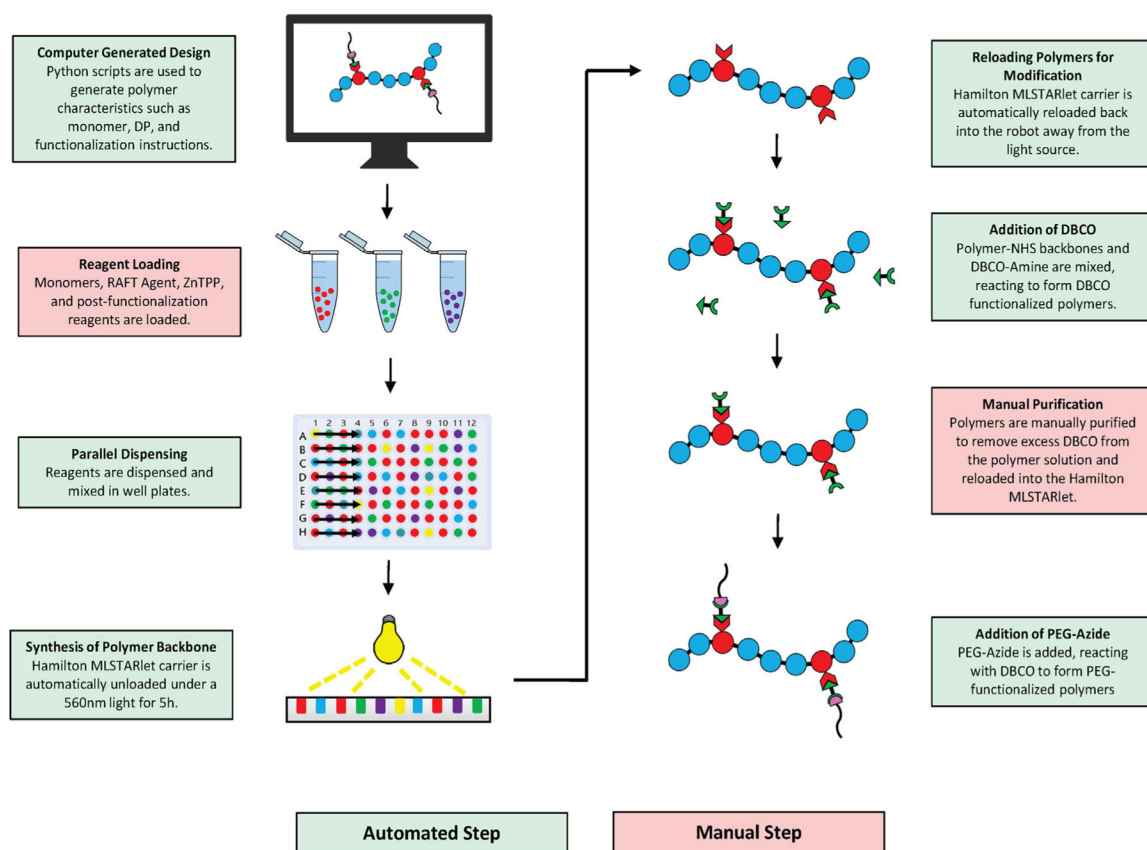 Computer Generated Design
Python scripts are used to
generate polymer
characteristics such as
monomer, DP, and
functionalization instructions.
Reagent Loading
Monomers, RAFT Agent, ZnTPP,
and post-functionalization
reagents are loaded.
Parallel Dispensing
Reagents are dispensed and
mixed in well plates.
1 2 3 4 5 6 7 8 9 10 11 12
A
B
C
D
E
F
G
H
Synthesis of Polymer Backbone
Hamilton MLSTARlet carrier is
automatically unloaded under a
560nm light for 5h.
Reloading Polymers for
Modification
Hamilton MLSTARlet carrier is
automatically reloaded back
into the robot away from the
light source.
Addition of DBCO
Polymer-NHS backbones and
DBCO-Amine are mixed,
reacting to form DBCO
functionalized polymers.
Manual Purification
Polymers are manually purified
to remove excess DBCO from
the polymer solution and
reloaded into the Hamilton
MLSTARlet.
Addition of PEG-Azide
PEG-Azide is added, reacting
with DBCO to form PEG-
functionalized polymers
Automated Step
Manual Step